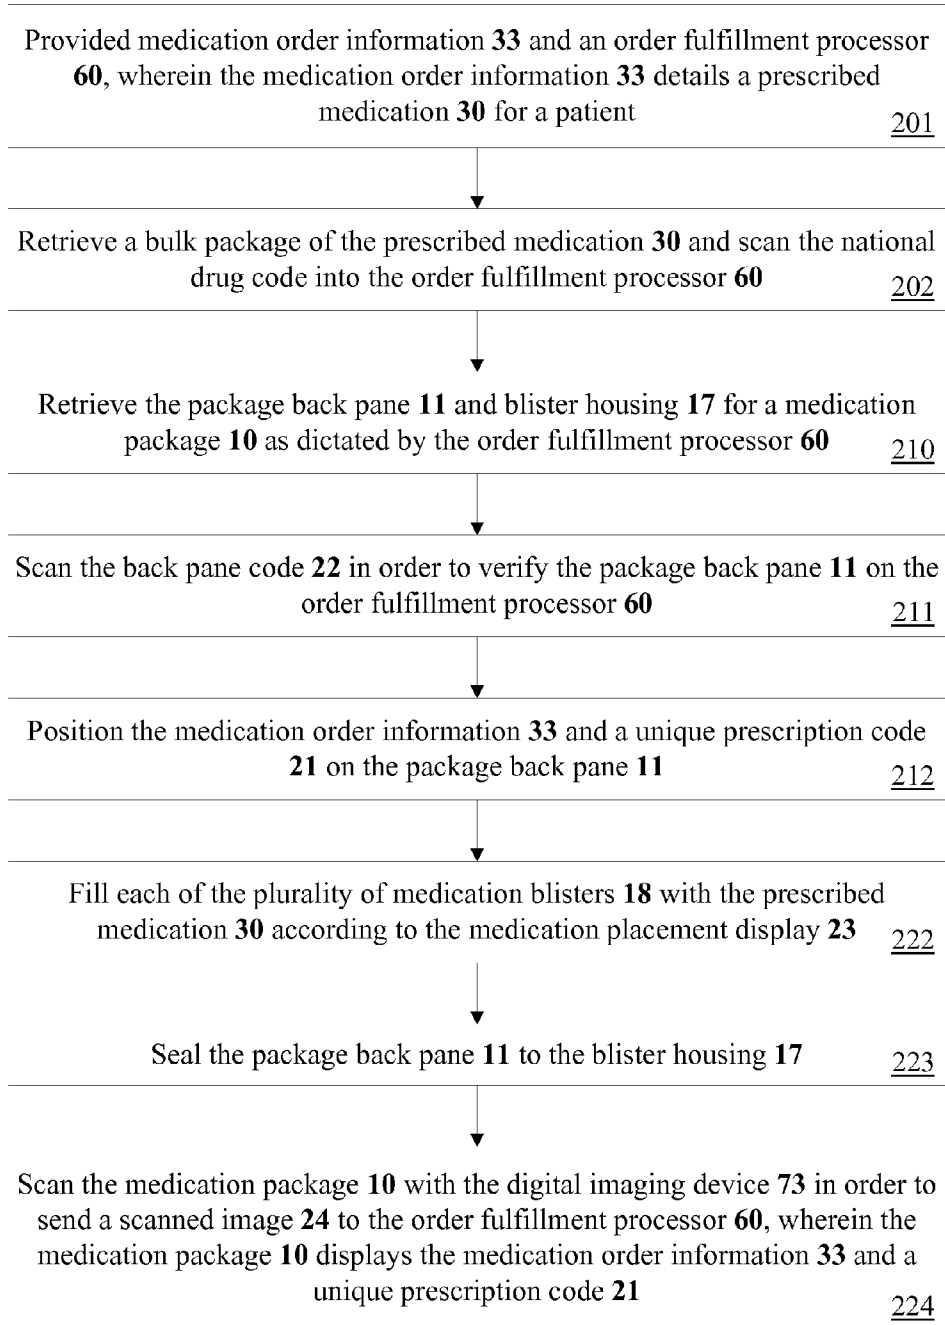 Provided medication order information 33 and an order fulfillment processor
60, wherein the medication order information 33 details a prescribed
medication 30 for a patient
201
Retrieve a bulk package of the prescribed medication 30 and scan the national
drug code into the order fulfillment processor 60
202
Retrieve the package back pane 11 and blister housing 17 for a medication
package 10 as dictated by the order fulfillment processor 60
210
Scan the back pane code 22 in order to verify the package back pane 11 on the
order fulfillment processor 60
211
Position the medication order information 33 and a unique prescription code
21 on the package back pane 11
212
Fill each of the plurality of medication blisters 18 with the prescribed
medication 30 according to the medication placement display 23
222
Seal the package back pane 11 to the blister housing 17
223
Scan the medication package 10 with the digital imaging device 73 in order to
send a scanned image 24 to the order fulfillment processor 60, wherein the
medication package 10 displays the medication order information 33 and a
unique prescription code 21
224